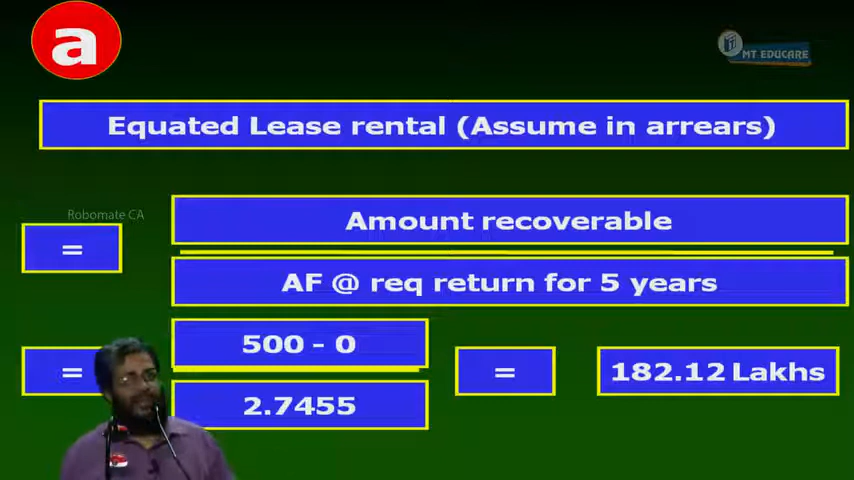 a
MT EDUCARE
Equated Lease rental (Assume in arrears)
Robomate CA
= Amount recoverable
AF @ req return for 5 years
= 500 - 0 = 182.12 Lakhs
2.7455